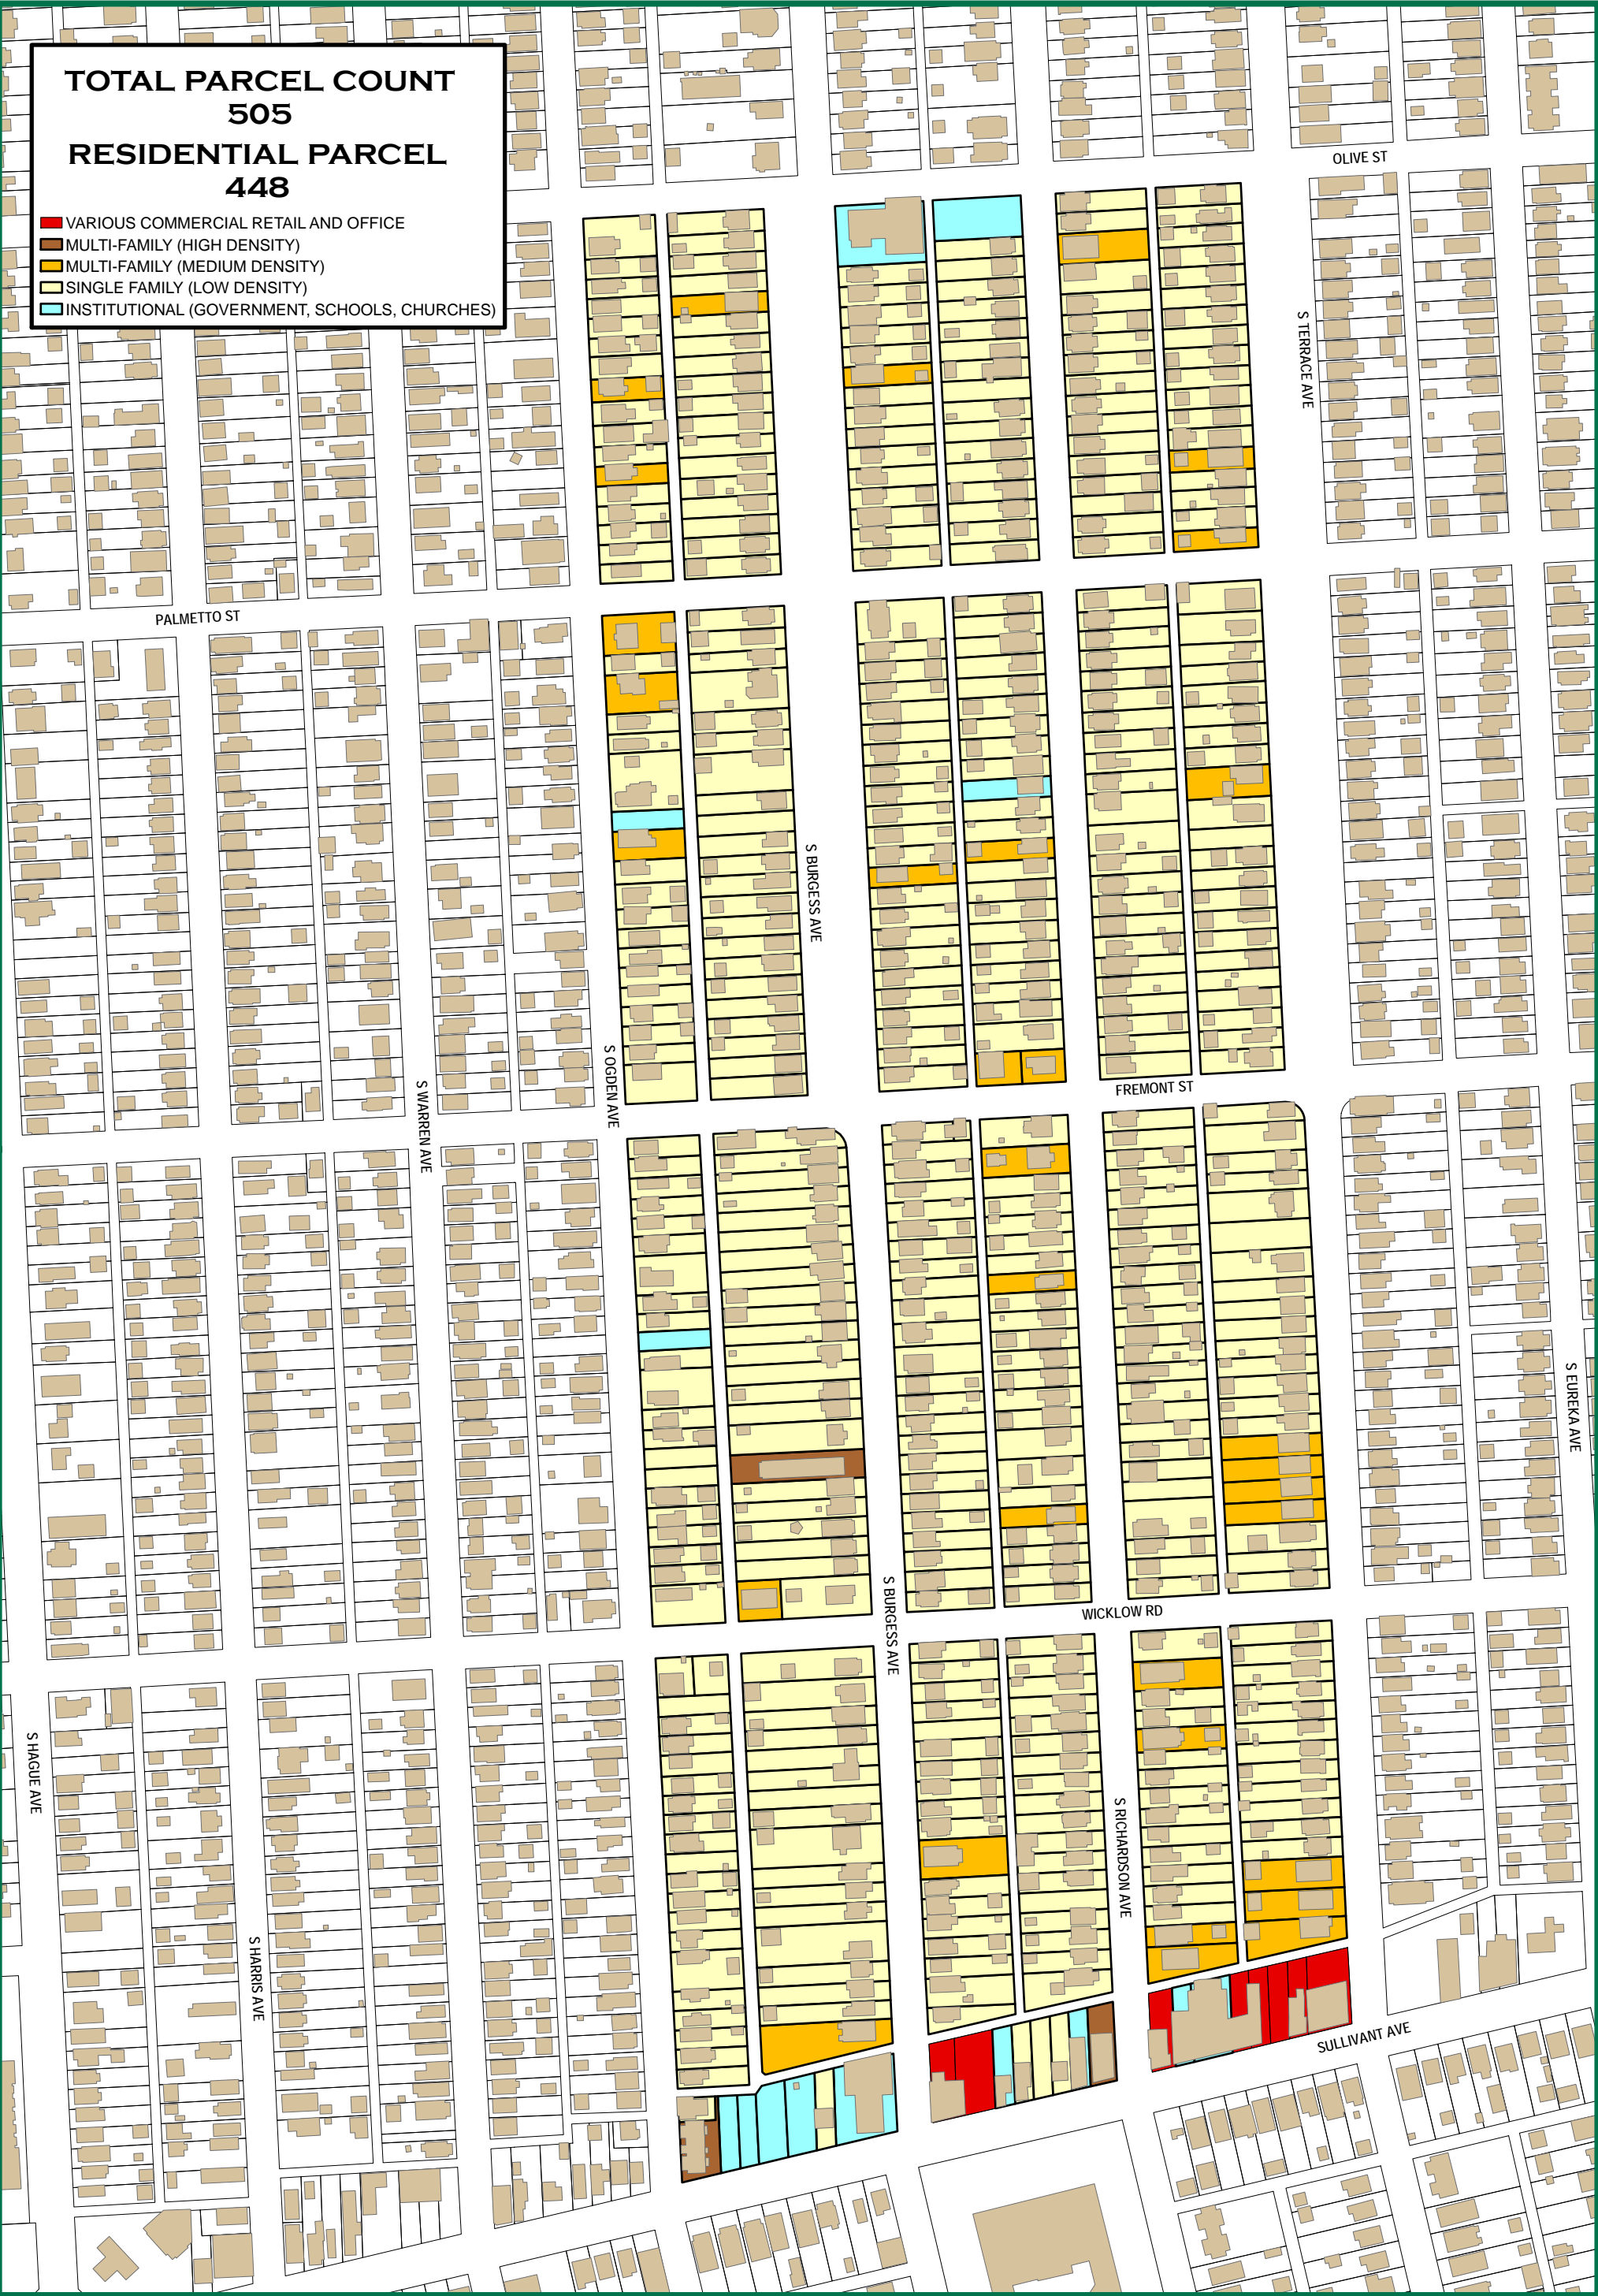 TOTAL PARCEL COUNT
505
RESIDENTIAL PARCEL
448
VARIOUS COMMERCIAL RETAIL AND OFFICE
MULTI-FAMILY (HIGH DENSITY)
MULTI-FAMILY (MEDIUM DENSITY)
SINGLE FAMILY (LOW DENSITY)
INSTITUTIONAL (GOVERNMENT, SCHOOLS, CHURCHES)
OLIVE ST
S TERRACE AVE
PALMETTO ST
S BURGESS AVE
S OGDEN AVE
S WARREN AVE
FREMONT ST
S EUREKA AVE
S BURGESS AVE
WICKLOW RD
S HAGUE AVE
S RICHARDSON AVE
S HARRIS AVE
SULLIVANT AVE